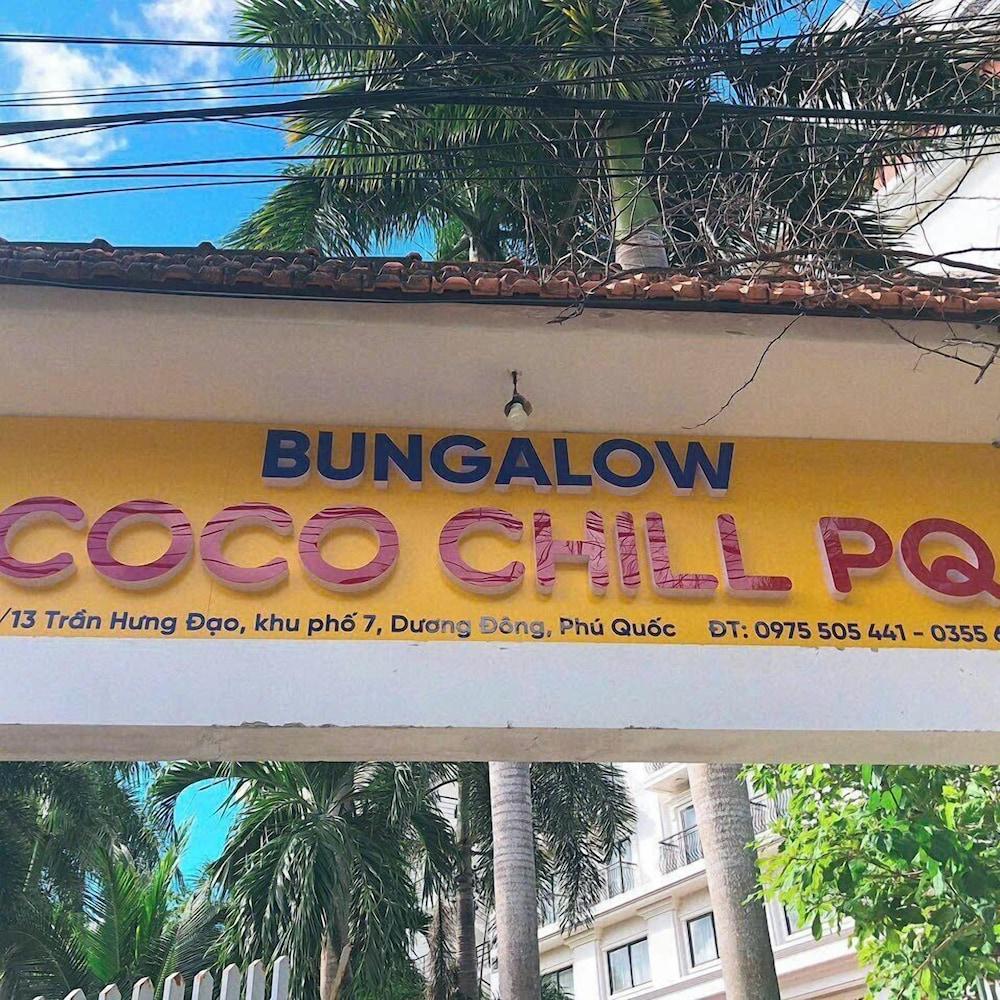 BUNGALOW
COCO CHILL PQ
/13 Trần Hưng Đạo, khu phố 7, Dương Đông, Phú Quốc ĐT: 0975 505 441 - 0355